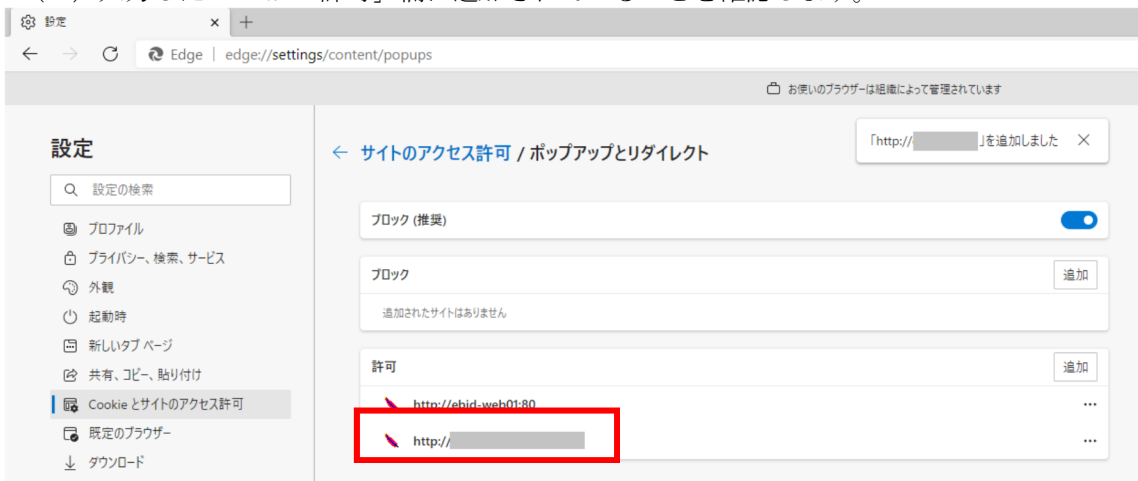 設定
Edge | edge://settings/content/popups
お使いのブラウザーは組織によって管理されています
設定
設定の検索
プロファイル
プライバシー、検索、サービス
外観
起動時
新しいタブ ページ
共有、コピー、貼り付け
Cookie とサイトのアクセス許可
既定のブラウザー
ダウンロード
サイトのアクセス許可 / ポップアップとリダイレクト
「http:// 」を追加しました
ブロック (推奨)
ブロック
追加
追加されたサイトはありません
許可
追加
http://ebid-web01:80
http://